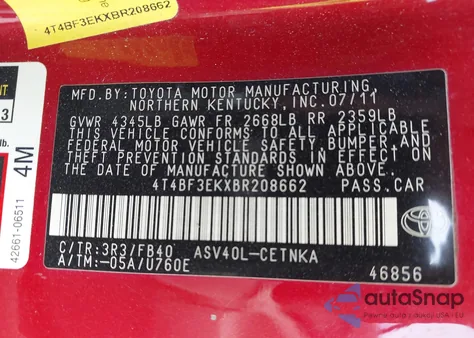 4T4BF3EKXBR208662
MFD.BY:TOYOTA MOTOR MANUFACTURING,
NORTHERN KENTUCKY,INC.07/11
GVWR 4345LB GAWR FR 2668LB RR 2359LB
THIS VEHICLE CONFORMS TO ALL APPLICABLE
FEDERAL MOTOR VEHICLE SAFETY,BUMPER,AND
THEFT PREVENTION STANDARDS IN EFFECT ON
THE DATE OF MANUFACTURE SHOWN ABOVE.
4T4BF3EKXBR208662 PASS.CAR
C/TR:3R3/FB40 ASV40L-CETNKA
A/TM:-05A/U760E 46856
4M
42661-06511
lb.
3
autoSnap